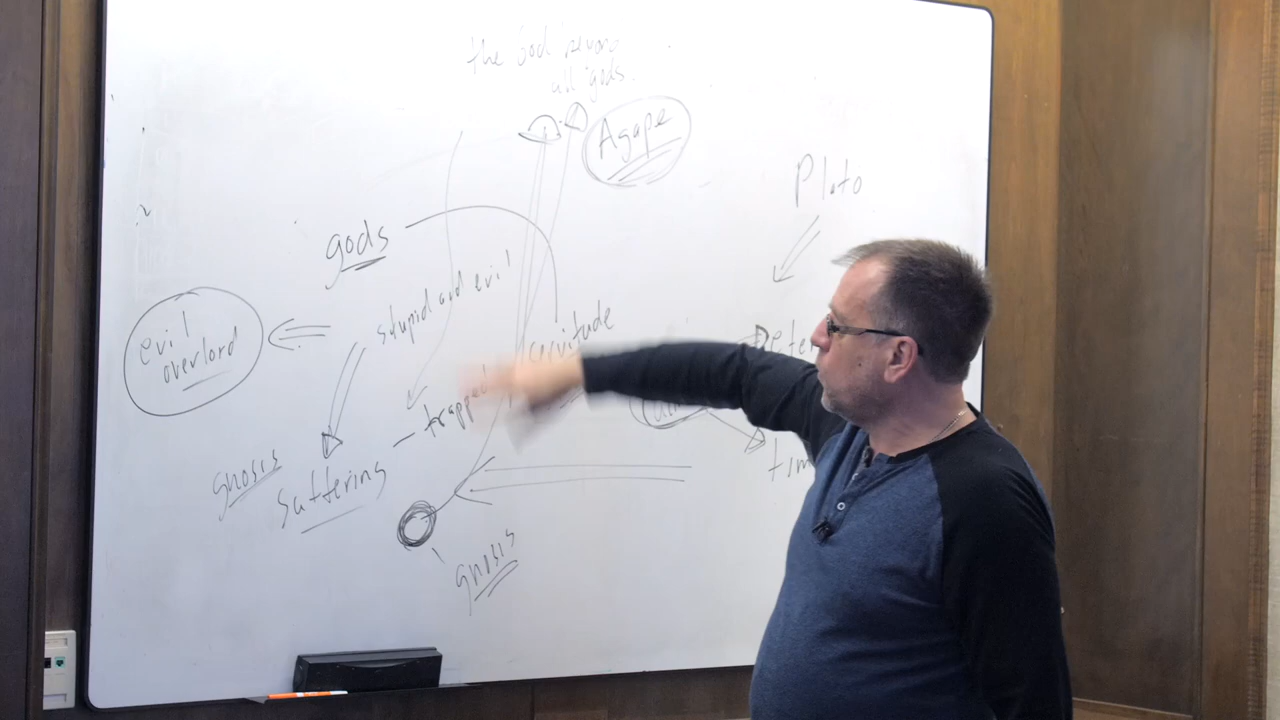 the God beyond
all gods.
Agape
Plato
gods
stupid and evil
evil
overlord
servitude
trapped
gnosis
suffering
gnosis